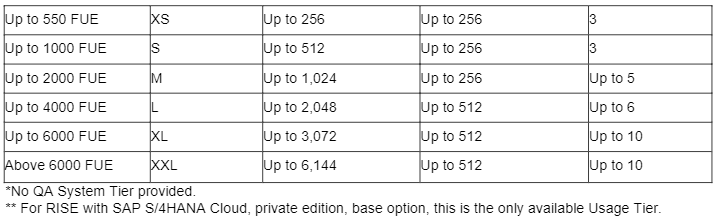 Up to 550 FUE XS Up to 256 Up to 256 3
Up to 1000 FUE S Up to 512 Up to 256 3
Up to 2000 FUE M Up to 1,024 Up to 256 Up to 5
Up to 4000 FUE L Up to 2,048 Up to 512 Up to 6
Up to 6000 FUE XL Up to 3,072 Up to 512 Up to 10
Above 6000 FUE XXL Up to 6,144 Up to 512 Up to 10
*No QA System Tier provided.
** For RISE with SAP S/4HANA Cloud, private edition, base option, this is the only available Usage Tier.